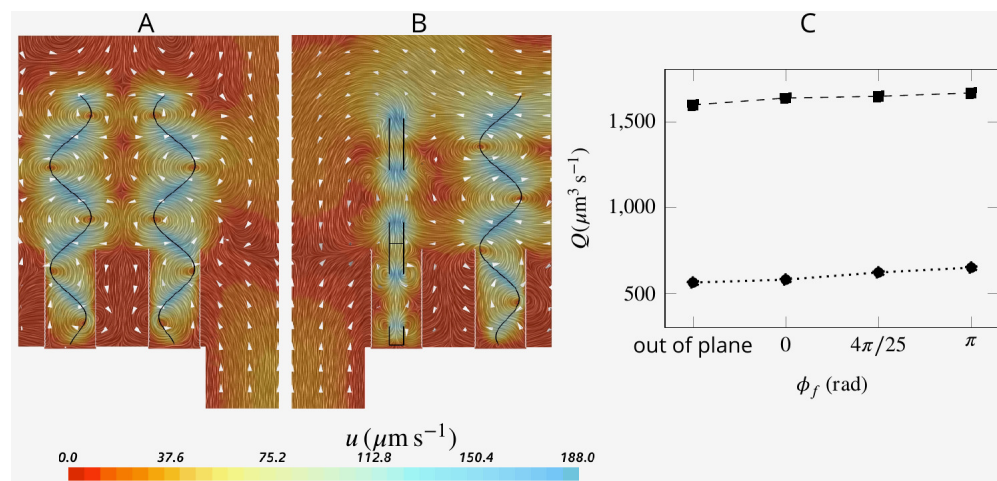 A
B
C
1,500
1,000
500
Q(μm³ s⁻¹)
out of plane
0
4π/25
π
ϕ_f (rad)
u (μm s⁻¹)
0.0
37.6
75.2
112.8
150.4
188.0